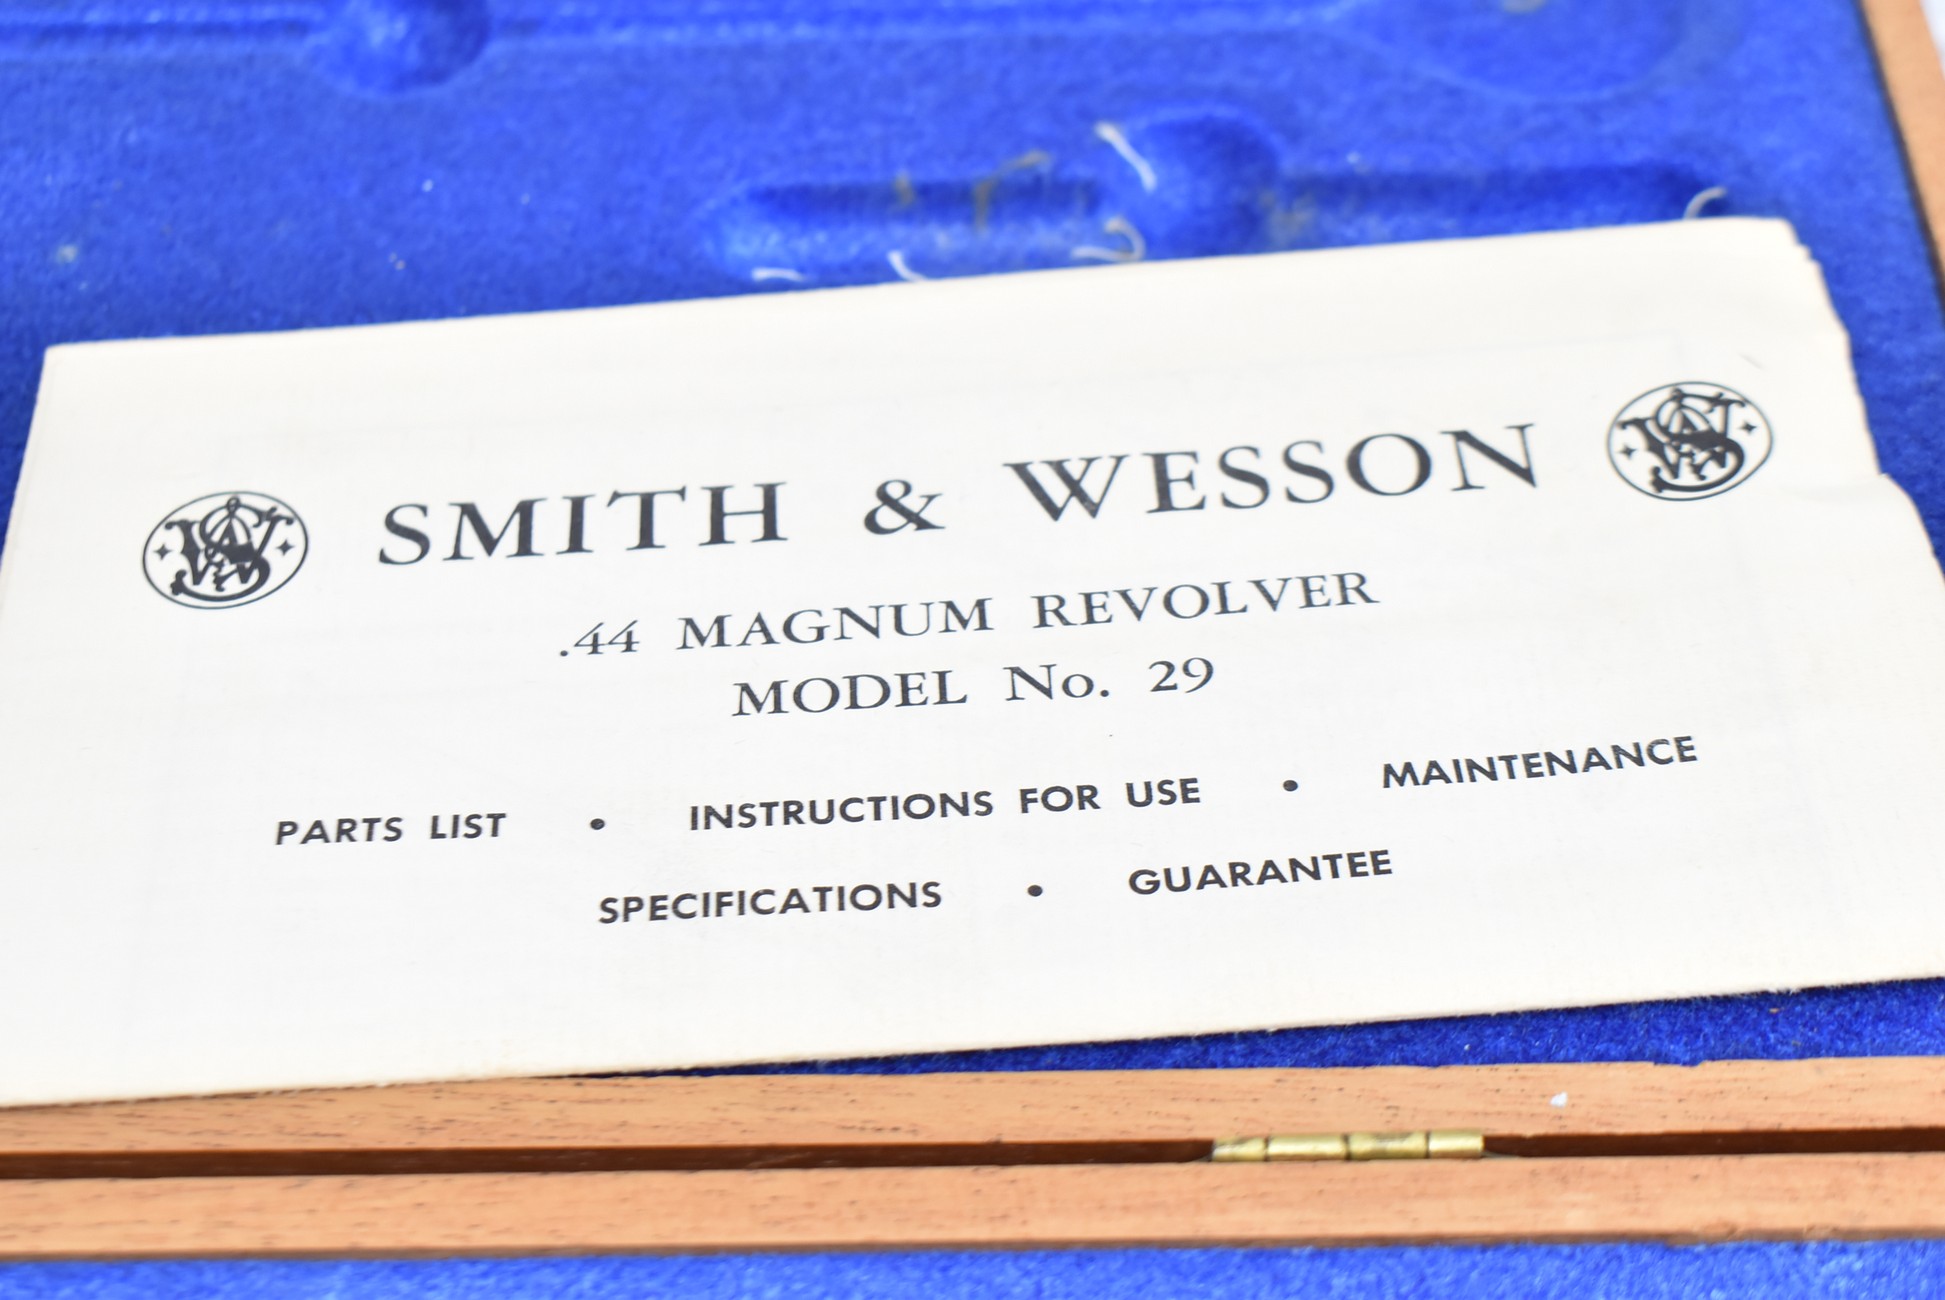 SMITH & WESSON
.44 MAGNUM REVOLVER
MODEL No. 29
PARTS LIST • INSTRUCTIONS FOR USE • MAINTENANCE
SPECIFICATIONS • GUARANTEE